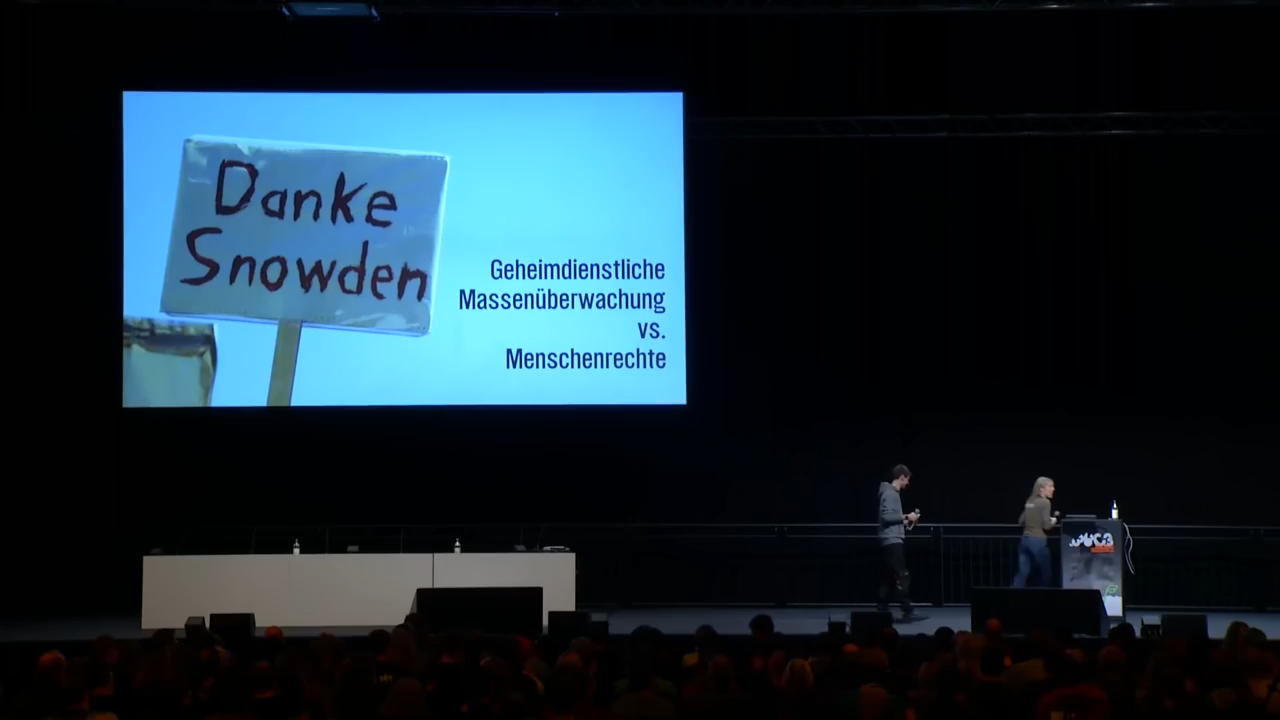 Danke
Snowden
Geheimdienstliche
Massenüberwachung
vs.
Menschenrechte